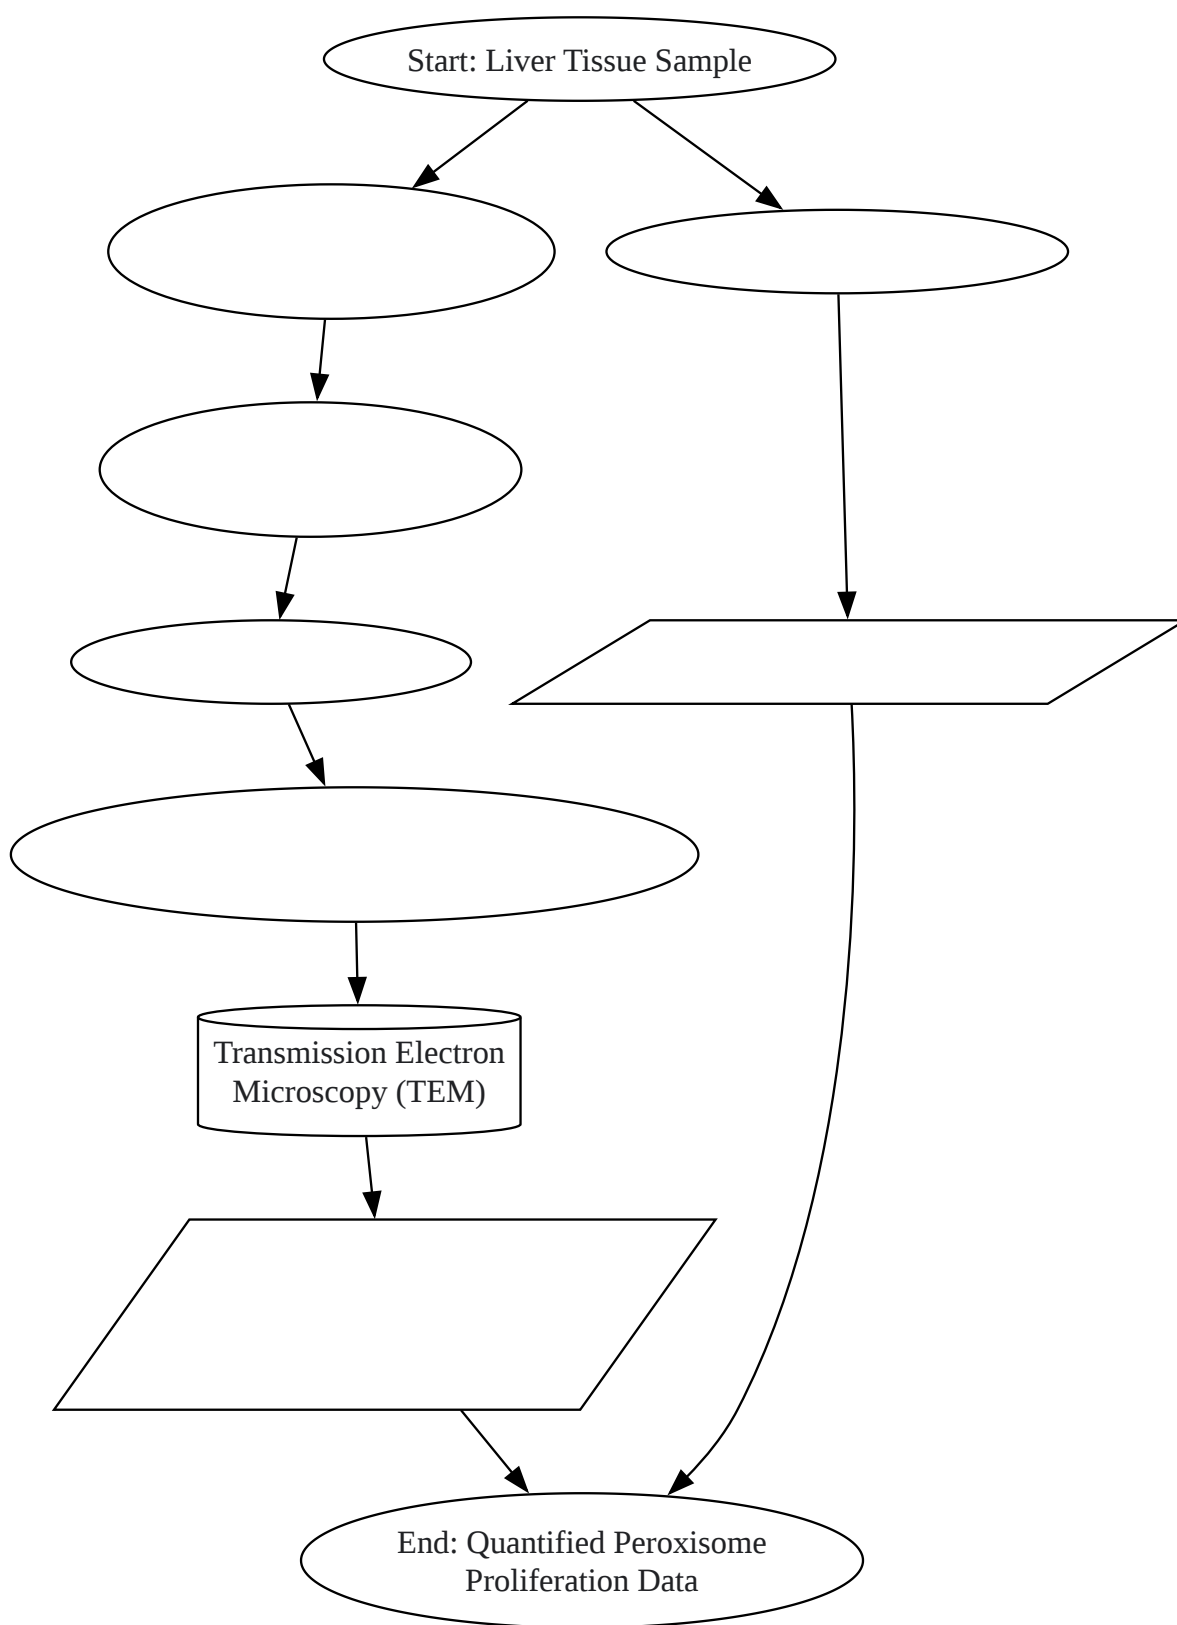 Start: Liver Tissue Sample
Transmission Electron
Microscopy (TEM)
End: Quantified Peroxisome
Proliferation Data